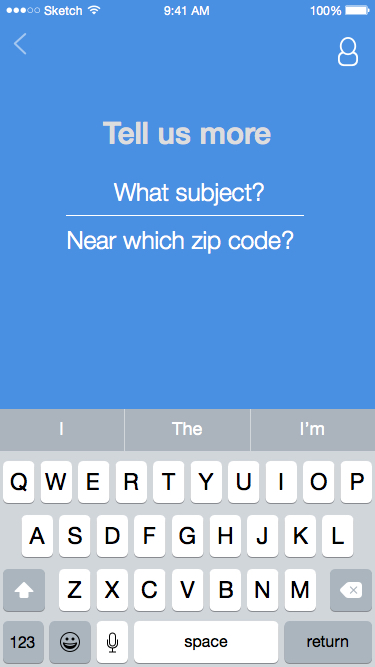 Sketch 9:41 AM 100%
Tell us more
What subject?
Near which zip code?
I The I'm
Q W E R T Y U I O P
A S D F G H J K L
Z X C V B N M
123 space return